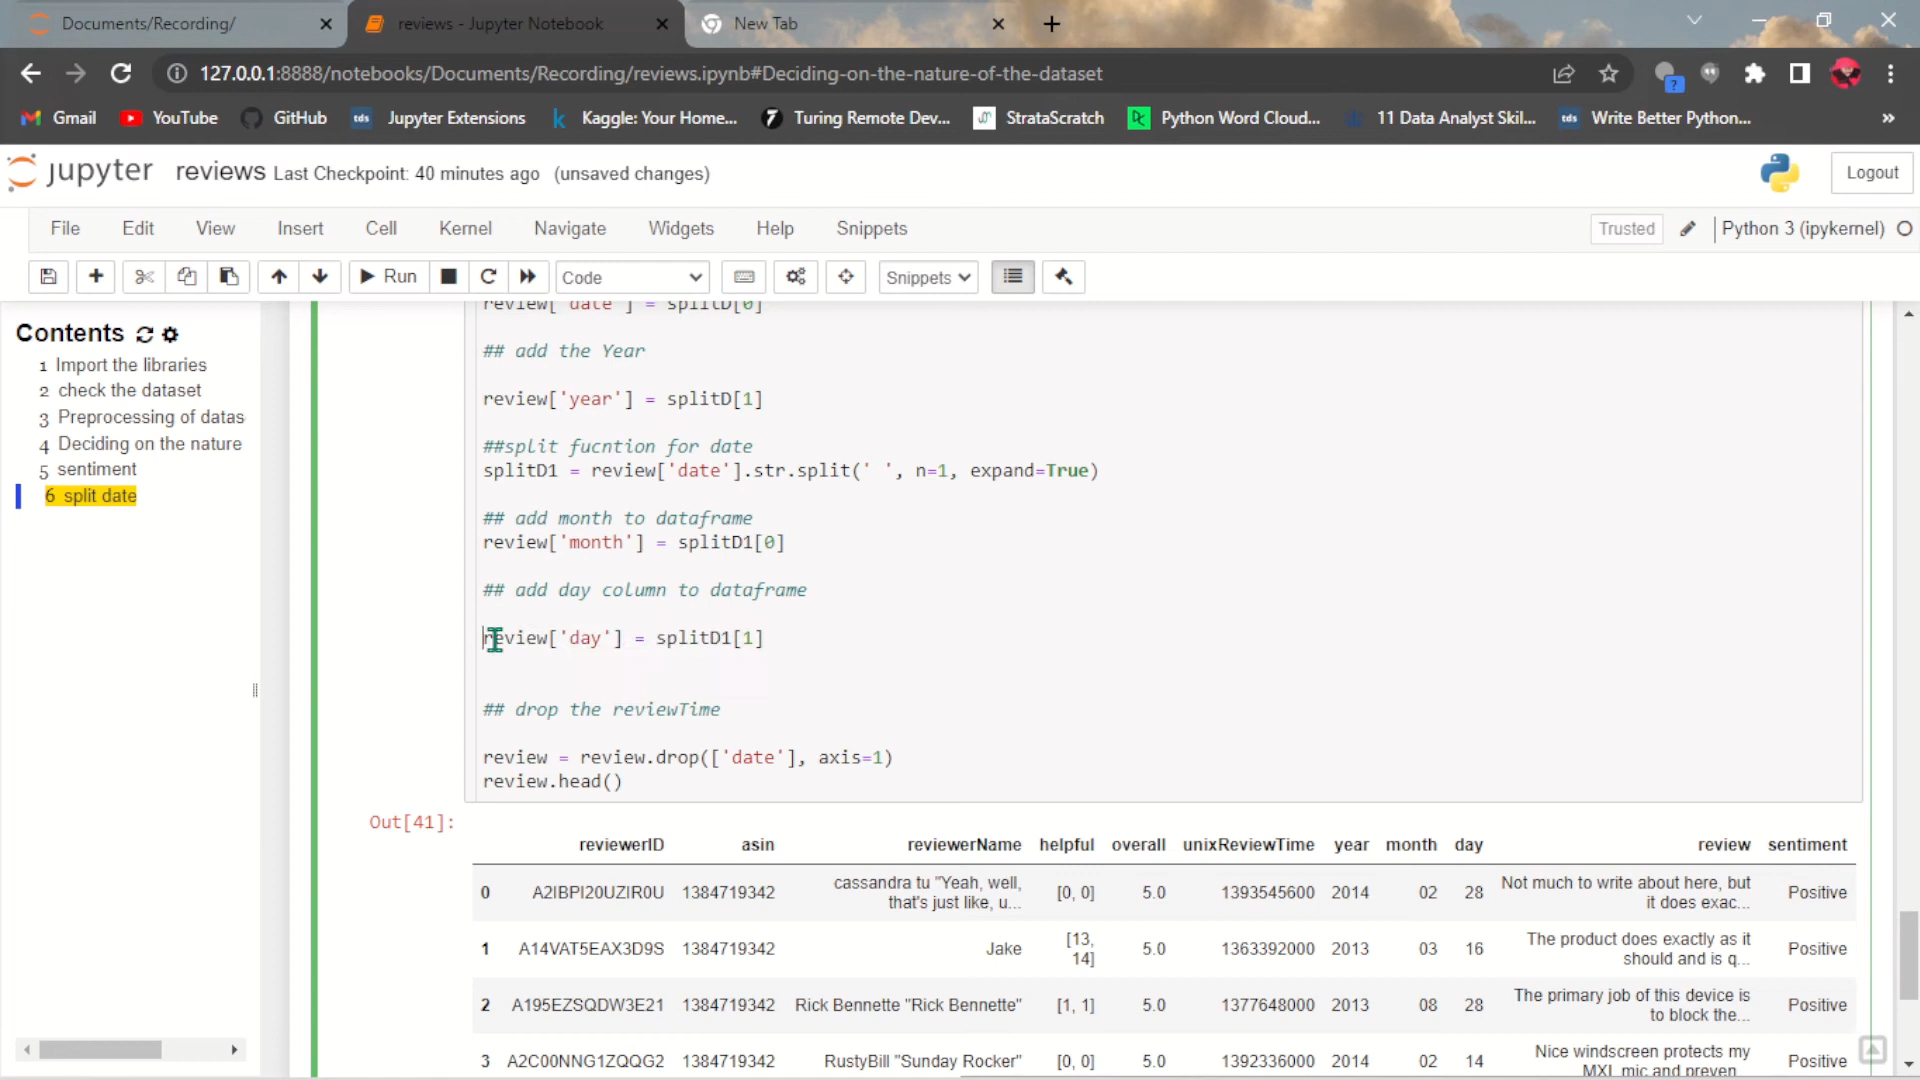 Documents/Recording/
reviews - Jupyter Notebook
New Tab
127.0.0.1:8888/notebooks/Documents/Recording/reviews.ipynb#Deciding-on-the-nature-of-the-dataset
Gmail
YouTube
GitHub
tds Jupyter Extensions
Kaggle: Your Home...
Turing Remote Dev...
StrataScratch
Python Word Cloud...
11 Data Analyst Skil...
tds Write Better Python...
jupyter reviews Last Checkpoint: 40 minutes ago (unsaved changes)
Logout
File Edit View Insert Cell Kernel Navigate Widgets Help Snippets
Trusted
Python 3 (ipykernel)
Run
Code
Snippets
Contents
1 Import the libraries
2 check the dataset
3 Preprocessing of datas
4 Deciding on the nature
5 sentiment
6 split date
review['date'] = splitD[0]
## add the Year
review['year'] = splitD[1]
##split fucntion for date
splitD1 = review['date'].str.split(' ', n=1, expand=True)
## add month to dataframe
review['month'] = splitD1[0]
## add day column to dataframe
review['day'] = splitD1[1]
## drop the reviewTime
review = review.drop(['date'], axis=1)
review.head()
Out[41]:
reviewerID asin reviewerName helpful overall unixReviewTime year month day review sentiment
0 A2IBPI20UZIR0U 1384719342 cassandra tu "Yeah, well, that's just like, u... [0, 0] 5.0 1393545600 2014 02 28 Not much to write about here, but it does exac... Positive
1 A14VAT5EAX3D9S 1384719342 Jake [13, 14] 5.0 1363392000 2013 03 16 The product does exactly as it should and is q... Positive
2 A195EZSQDW3E21 1384719342 Rick Bennette "Rick Bennette" [1, 1] 5.0 1377648000 2013 08 28 The primary job of this device is to block the... Positive
3 A2C00NNG1ZQQG2 1384719342 RustyBill "Sunday Rocker" [0, 0] 5.0 1392336000 2014 02 14 Nice windscreen protects my MXL mic and preven... Positive